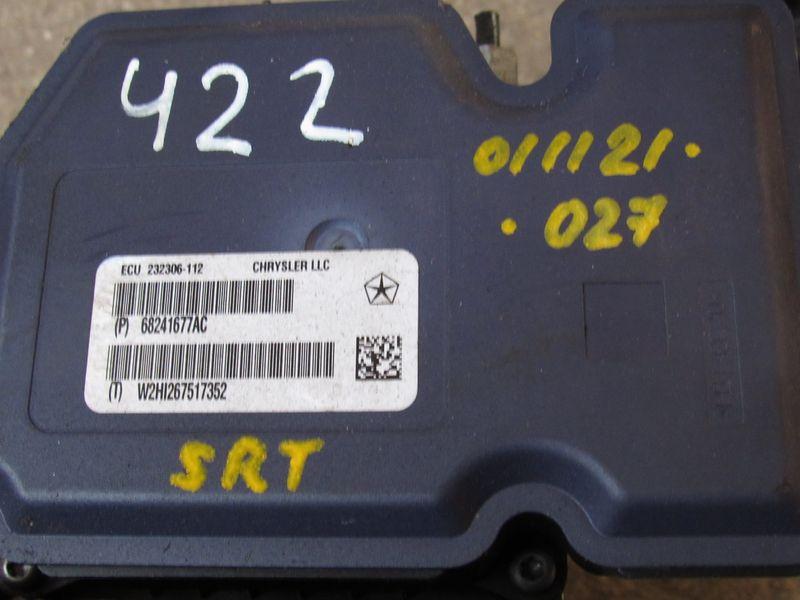 422
011121.
.027
ECU 232306-112 CHRYSLER LLC
(P) 68241677AC
(T) W2HI267517352
SRT